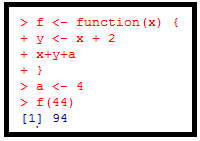 > f <- function(x) {
+ y <- x + 2
+ x+y+a
+ }
> a <- 4
> f(44)
[1] 94